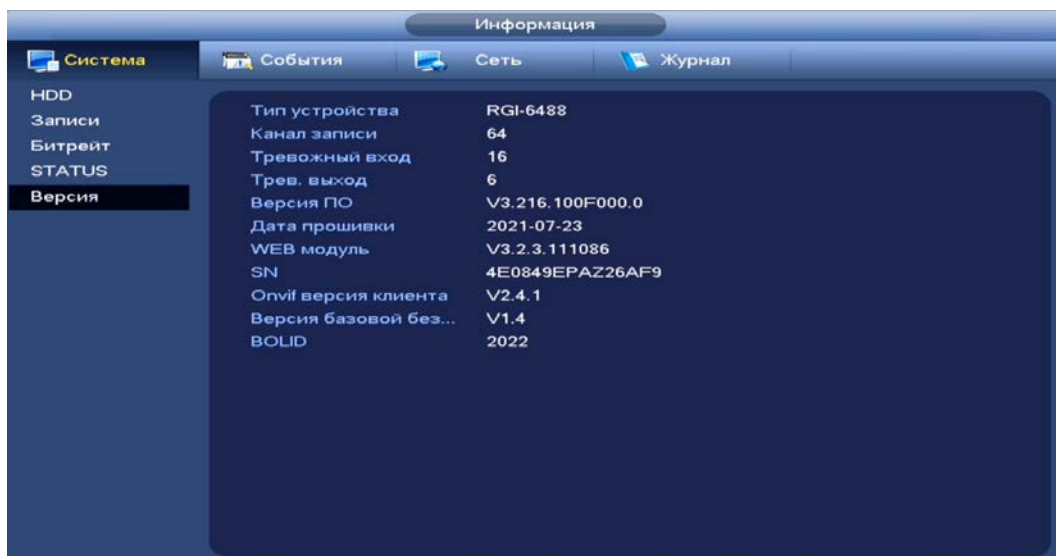 Информация
Система
События
Сеть
Журнал
HDD
Записи
Битрейт
STATUS
Версия
Тип устройства RGI-6488
Канал записи 64
Тревожный вход 16
Трев. выход 6
Версия ПО V3.216.100F000.0
Дата прошивки 2021-07-23
WEB модуль V3.2.3.111086
SN 4E0849EPAZ26AF9
Onvif версия клиента V2.4.1
Версия базовой без... V1.4
BOLID 2022